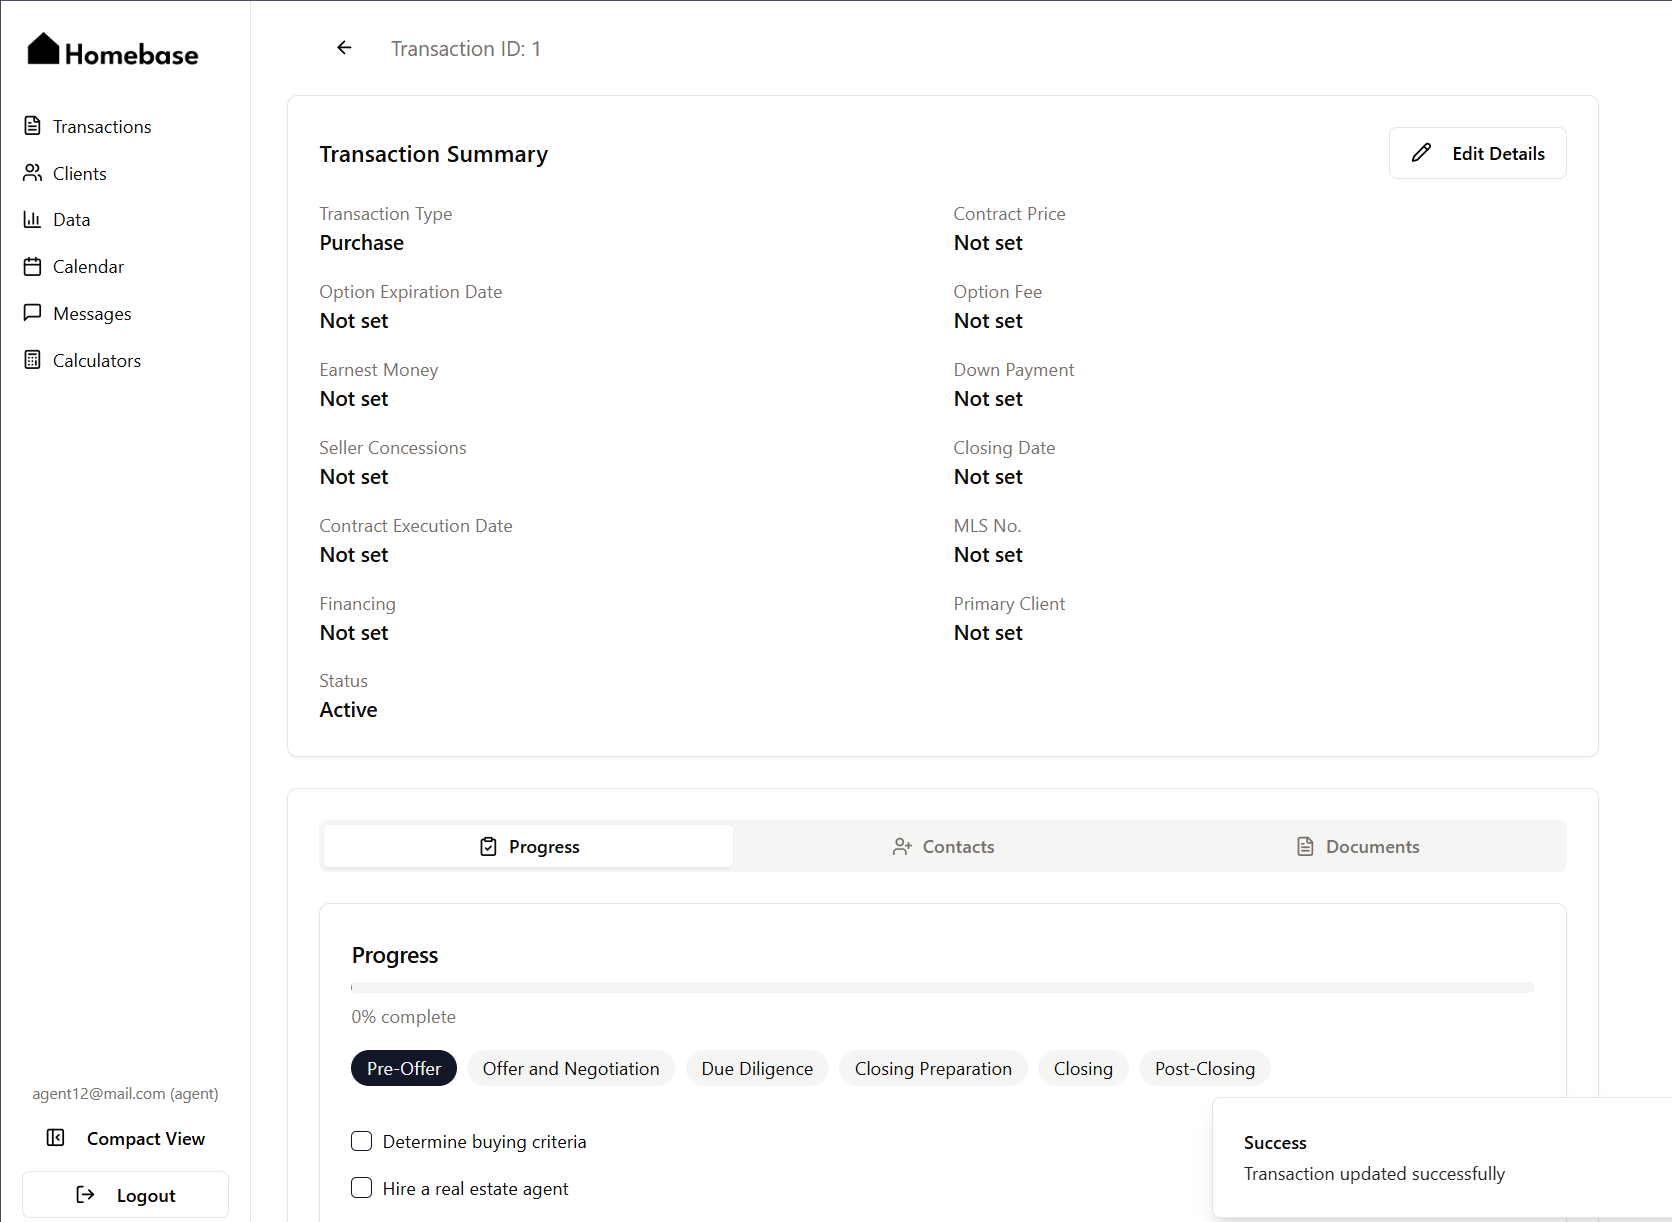 Homebase
Transactions
Clients
Data
Calendar
Messages
Calculators
agent12@mail.com (agent)
Compact View
Logout
Transaction ID: 1
Transaction Summary
Edit Details
Transaction Type
Purchase
Contract Price
Not set
Option Expiration Date
Not set
Option Fee
Not set
Earnest Money
Not set
Down Payment
Not set
Seller Concessions
Not set
Closing Date
Not set
Contract Execution Date
Not set
MLS No.
Not set
Financing
Not set
Primary Client
Not set
Status
Active
Progress
Contacts
Documents
Progress
0% complete
Pre-Offer
Offer and Negotiation
Due Diligence
Closing Preparation
Closing
Post-Closing
Determine buying criteria
Hire a real estate agent
Success
Transaction updated successfully